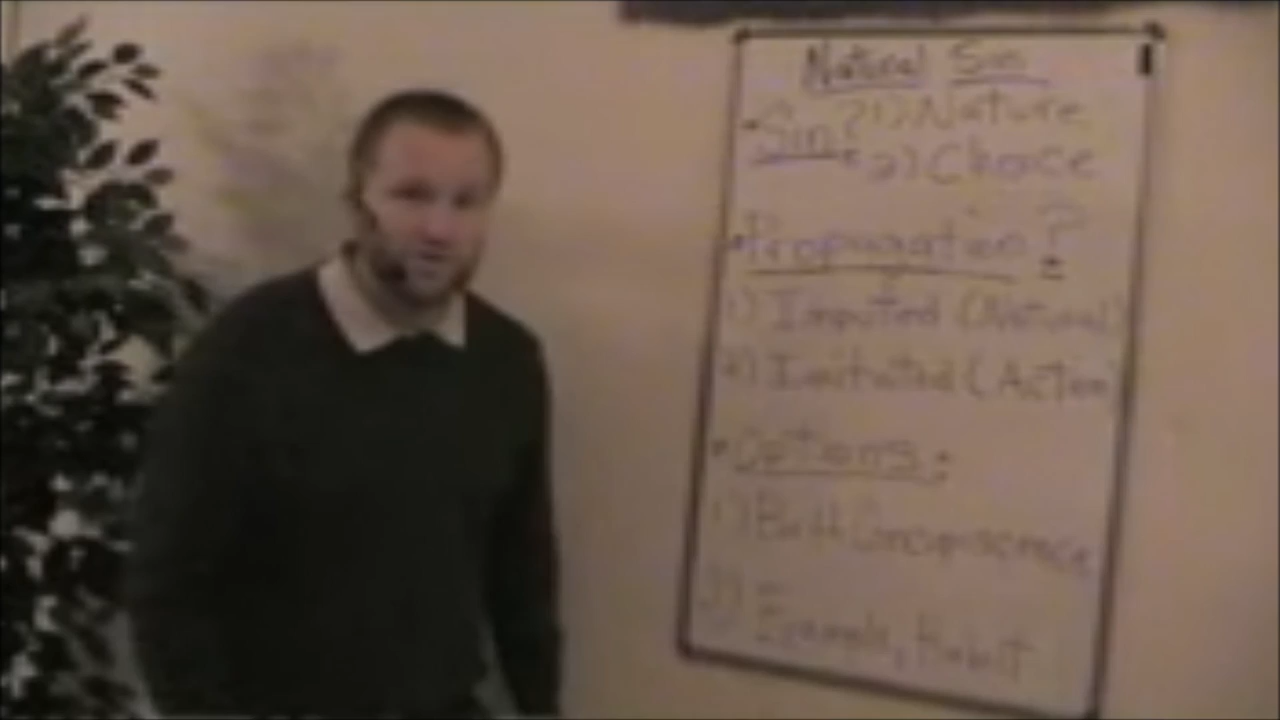 Natural Sin
• Sin? 1) Nature
2) Choice
• Propagation?
1) Imputed (Natural)
2) Imitated (Action)
• Options:
1) Birth Concupiscence
2) Example, Habit